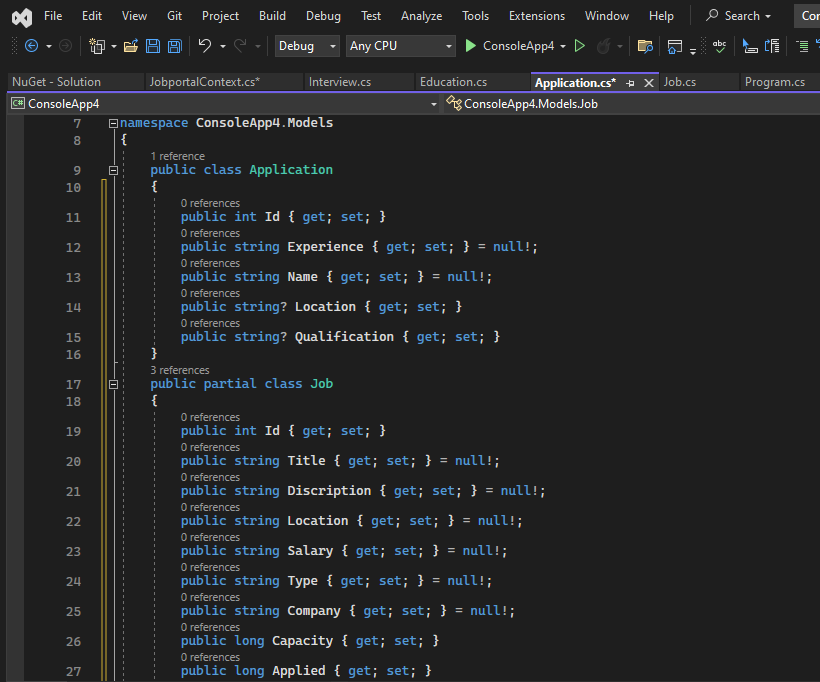 File Edit View Git Project Build Debug Test Analyze Tools Extensions Window Help Search Con
Debug Any CPU ConsoleApp4 abc
NuGet - Solution JobportalContext.cs* Interview.cs Education.cs Application.cs* Job.cs Program.cs
C# ConsoleApp4 ConsoleApp4.Models.Job
7 namespace ConsoleApp4.Models
8 {
1 reference
9 public class Application
10 {
0 references
11 public int Id { get; set; }
0 references
12 public string Experience { get; set; } = null!;
0 references
13 public string Name { get; set; } = null!;
0 references
14 public string? Location { get; set; }
0 references
15 public string? Qualification { get; set; }
16 }
3 references
17 public partial class Job
18 {
0 references
19 public int Id { get; set; }
0 references
20 public string Title { get; set; } = null!;
0 references
21 public string Discription { get; set; } = null!;
0 references
22 public string Location { get; set; } = null!;
0 references
23 public string Salary { get; set; } = null!;
0 references
24 public string Type { get; set; } = null!;
0 references
25 public string Company { get; set; } = null!;
0 references
26 public long Capacity { get; set; }
0 references
27 public long Applied { get; set; }